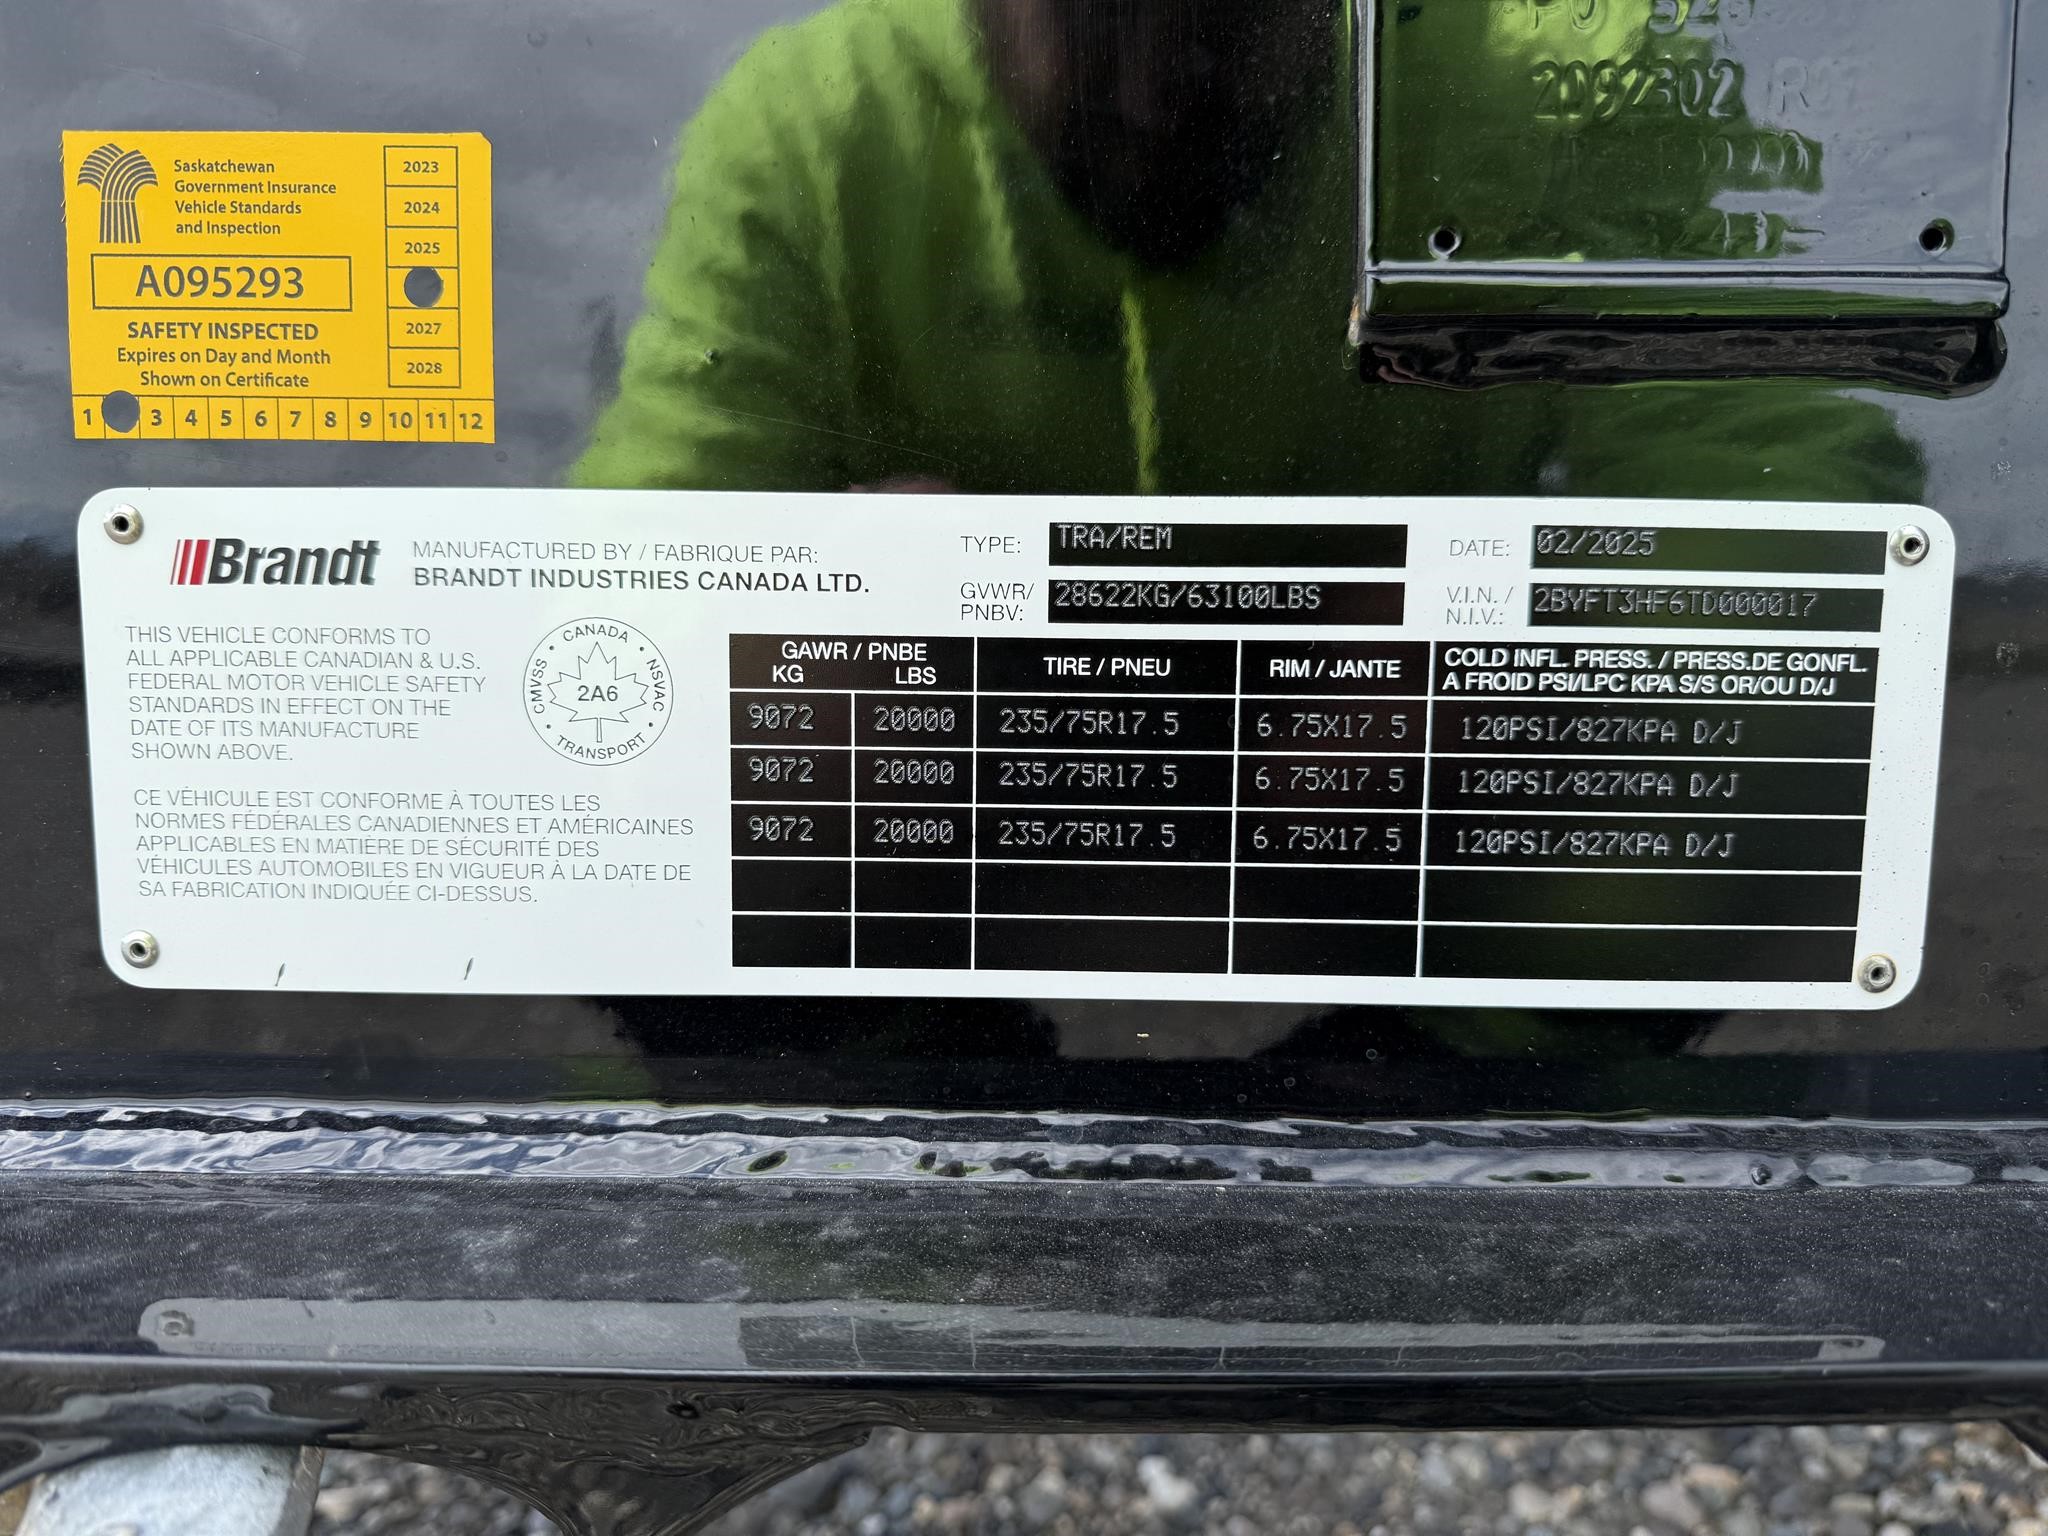 2092302
Saskatchewan
Government Insurance
Vehicle Standards
and Inspection
A095293
SAFETY INSPECTED
Expires on Day and Month
Shown on Certificate
2023
2024
2025
2027
2028
1 3 4 5 6 7 8 9 10 11 12
Brandt
MANUFACTURED BY / FABRIQUE PAR:
BRANDT INDUSTRIES CANADA LTD.
TYPE: TRA/REM
DATE: 02/2025
GVWR/
PNBV: 28622KG/63100LBS
V.I.N. /
N.I.V.: 2BYFT3HF6TD000017
THIS VEHICLE CONFORMS TO
ALL APPLICABLE CANADIAN & U.S.
FEDERAL MOTOR VEHICLE SAFETY
STANDARDS IN EFFECT ON THE
DATE OF ITS MANUFACTURE
SHOWN ABOVE.
CANADA
CMVSS · NSVAC
2A6
TRANSPORT
CE VÉHICULE EST CONFORME À TOUTES LES
NORMES FÉDÉRALES CANADIENNES ET AMÉRICAINES
APPLICABLES EN MATIÈRE DE SÉCURITÉ DES
VÉHICULES AUTOMOBILES EN VIGUEUR À LA DATE DE
SA FABRICATION INDIQUÉE CI-DESSUS.
GAWR / PNBE
KG LBS
TIRE / PNEU
RIM / JANTE
COLD INFL. PRESS. / PRESS.DE GONFL.
A FROID PSI/LPC KPA S/S OR/OU D/J
9072 20000 235/75R17.5 6.75X17.5 120PSI/827KPA D/J
9072 20000 235/75R17.5 6.75X17.5 120PSI/827KPA D/J
9072 20000 235/75R17.5 6.75X17.5 120PSI/827KPA D/J